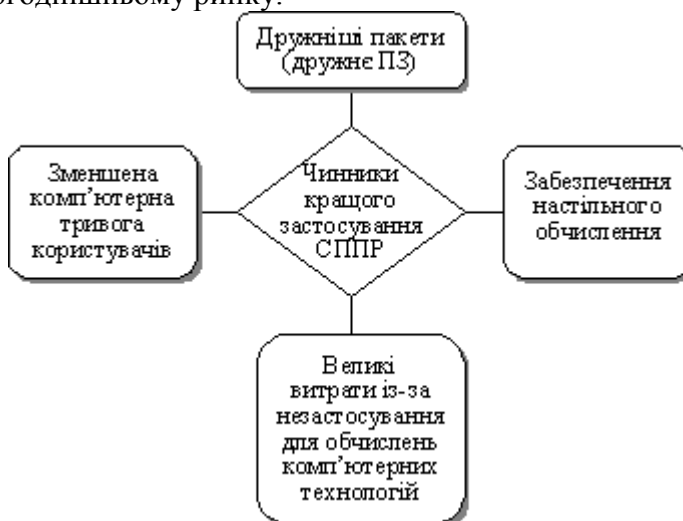 огоднішньому ринку.
Дружніші пакети
(дружнє ПЗ)
Зменшена
комп’ютерна
тривога
користувачів
Чинники
кращого
застосування
СППР
Забезпечення
настільного
обчислення
Великі
витрати із-за
незастосування
для обчислень
комп’ютерних
технологій